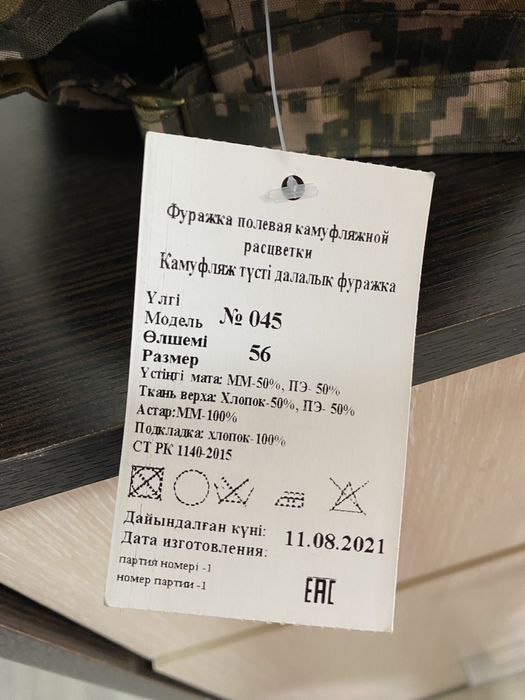 Фуражка полевая камуфляжной
расцветки
Камуфляж түсті далалық фуражка
Үлгі
Модель № 045
Өлшемі
Размер 56
Үстіңгі мата: ММ-50%, ПЭ- 50%
Ткань верха: Хлопок-50%, ПЭ- 50%
Астар:ММ-100%
Подкладка: хлопок-100%
СТ РК 1140-2015
Дайындалған күні:
Дата изготовления: 11.08.2021
партия номері -1
номер партии -1
ЕАС